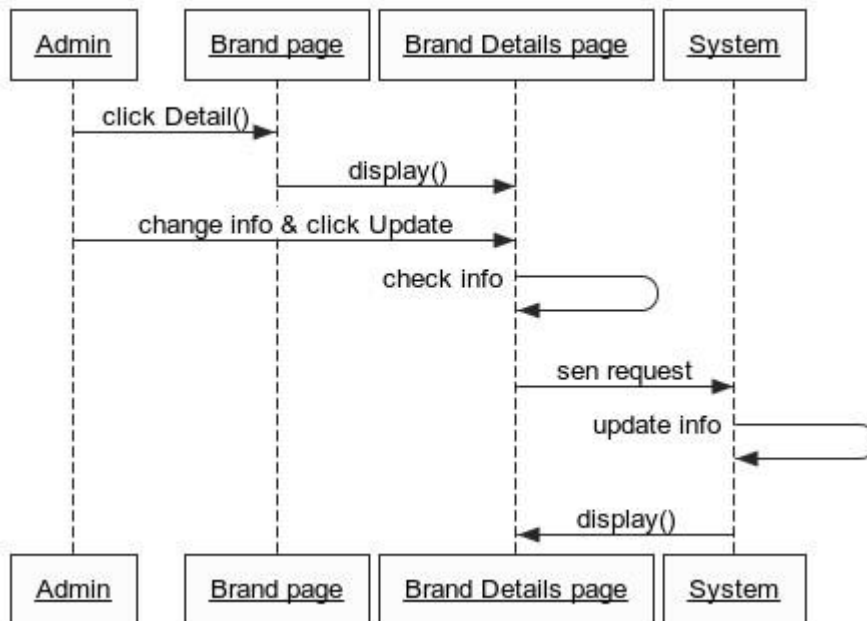 Admin
Brand page
Brand Details page
System
click Detail()
display()
change info & click Update
check info
sen request
update info
display()
Admin
Brand page
Brand Details page
System